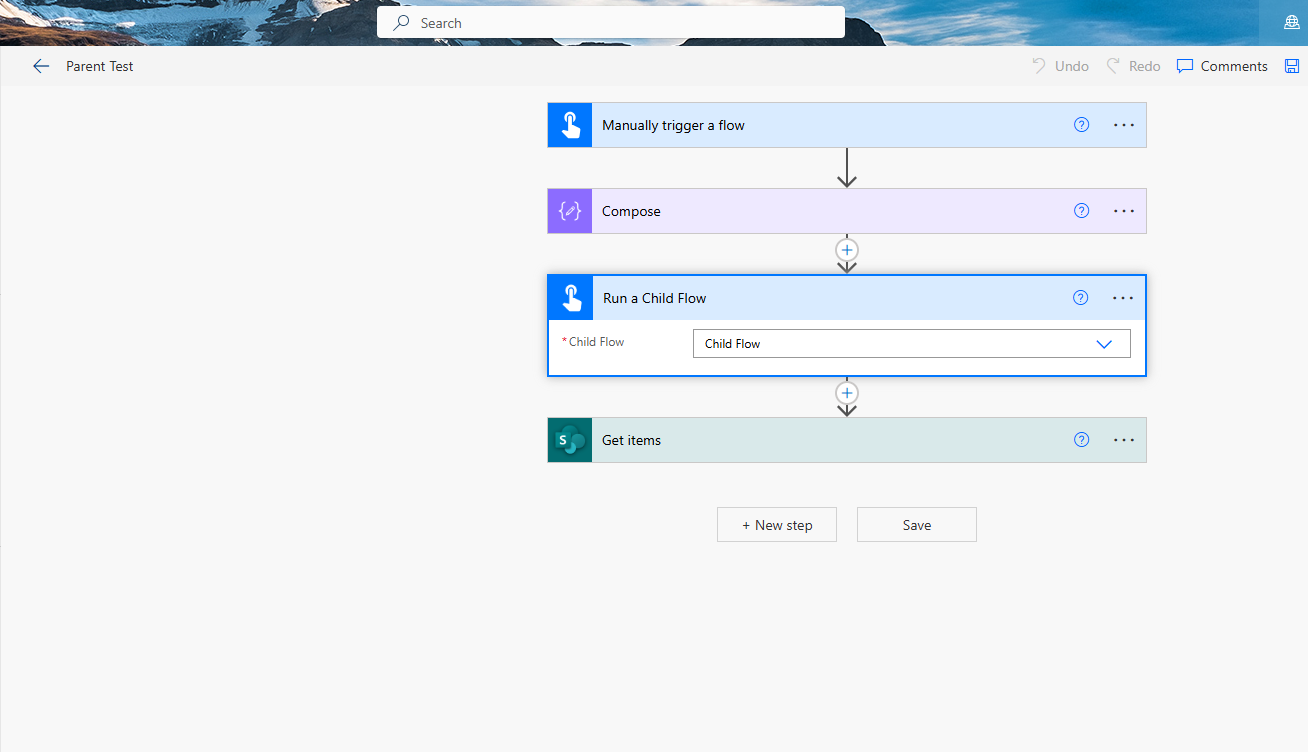 Search
Parent Test
Undo
Redo
Comments
Manually trigger a flow
?
Compose
?
Run a Child Flow
?
*Child Flow
Child Flow
S
Get items
?
+ New step
Save